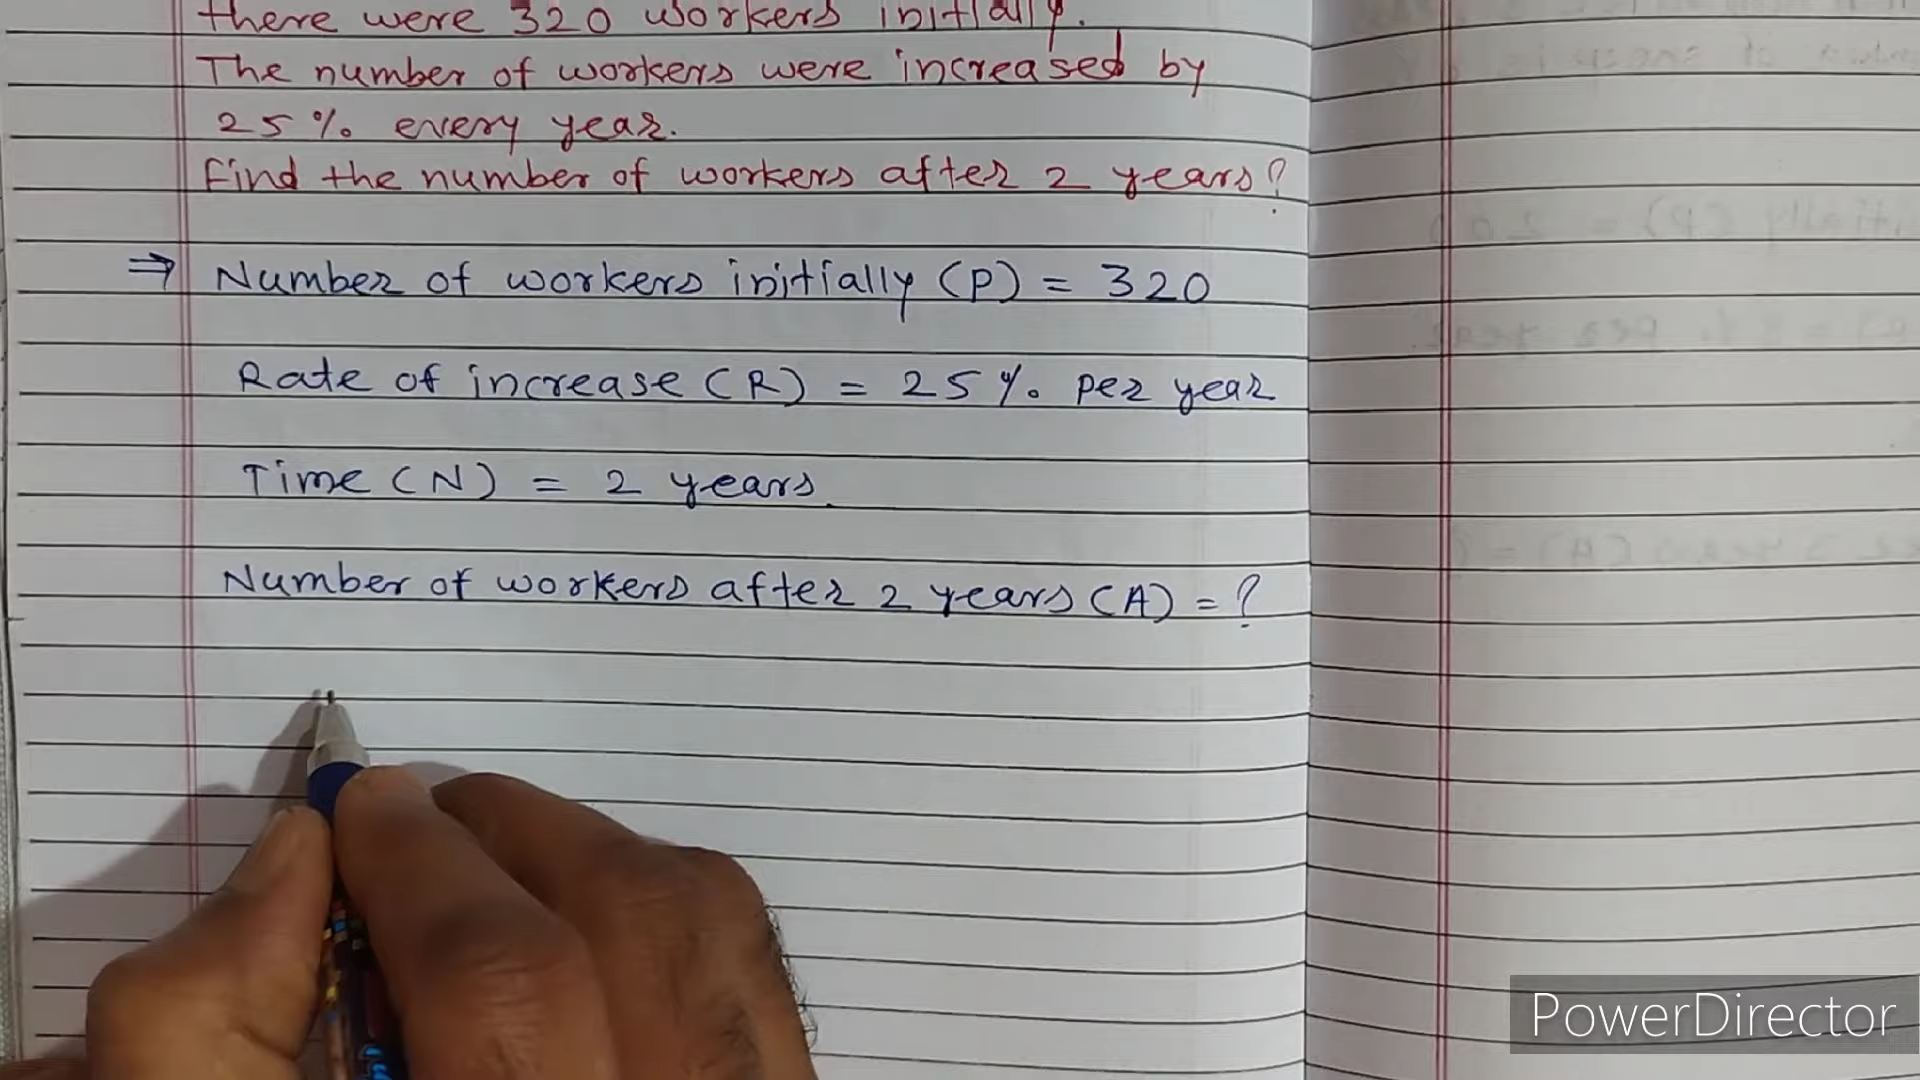 there were 320 workers initially.
The number of workers were increased by
25% every year.
Find the number of workers after 2 years?
⇒ Number of workers initially (P) = 320
Rate of increase (R) = 25% per year
Time (N) = 2 years.
Number of workers after 2 years (A) = ?
PowerDirector